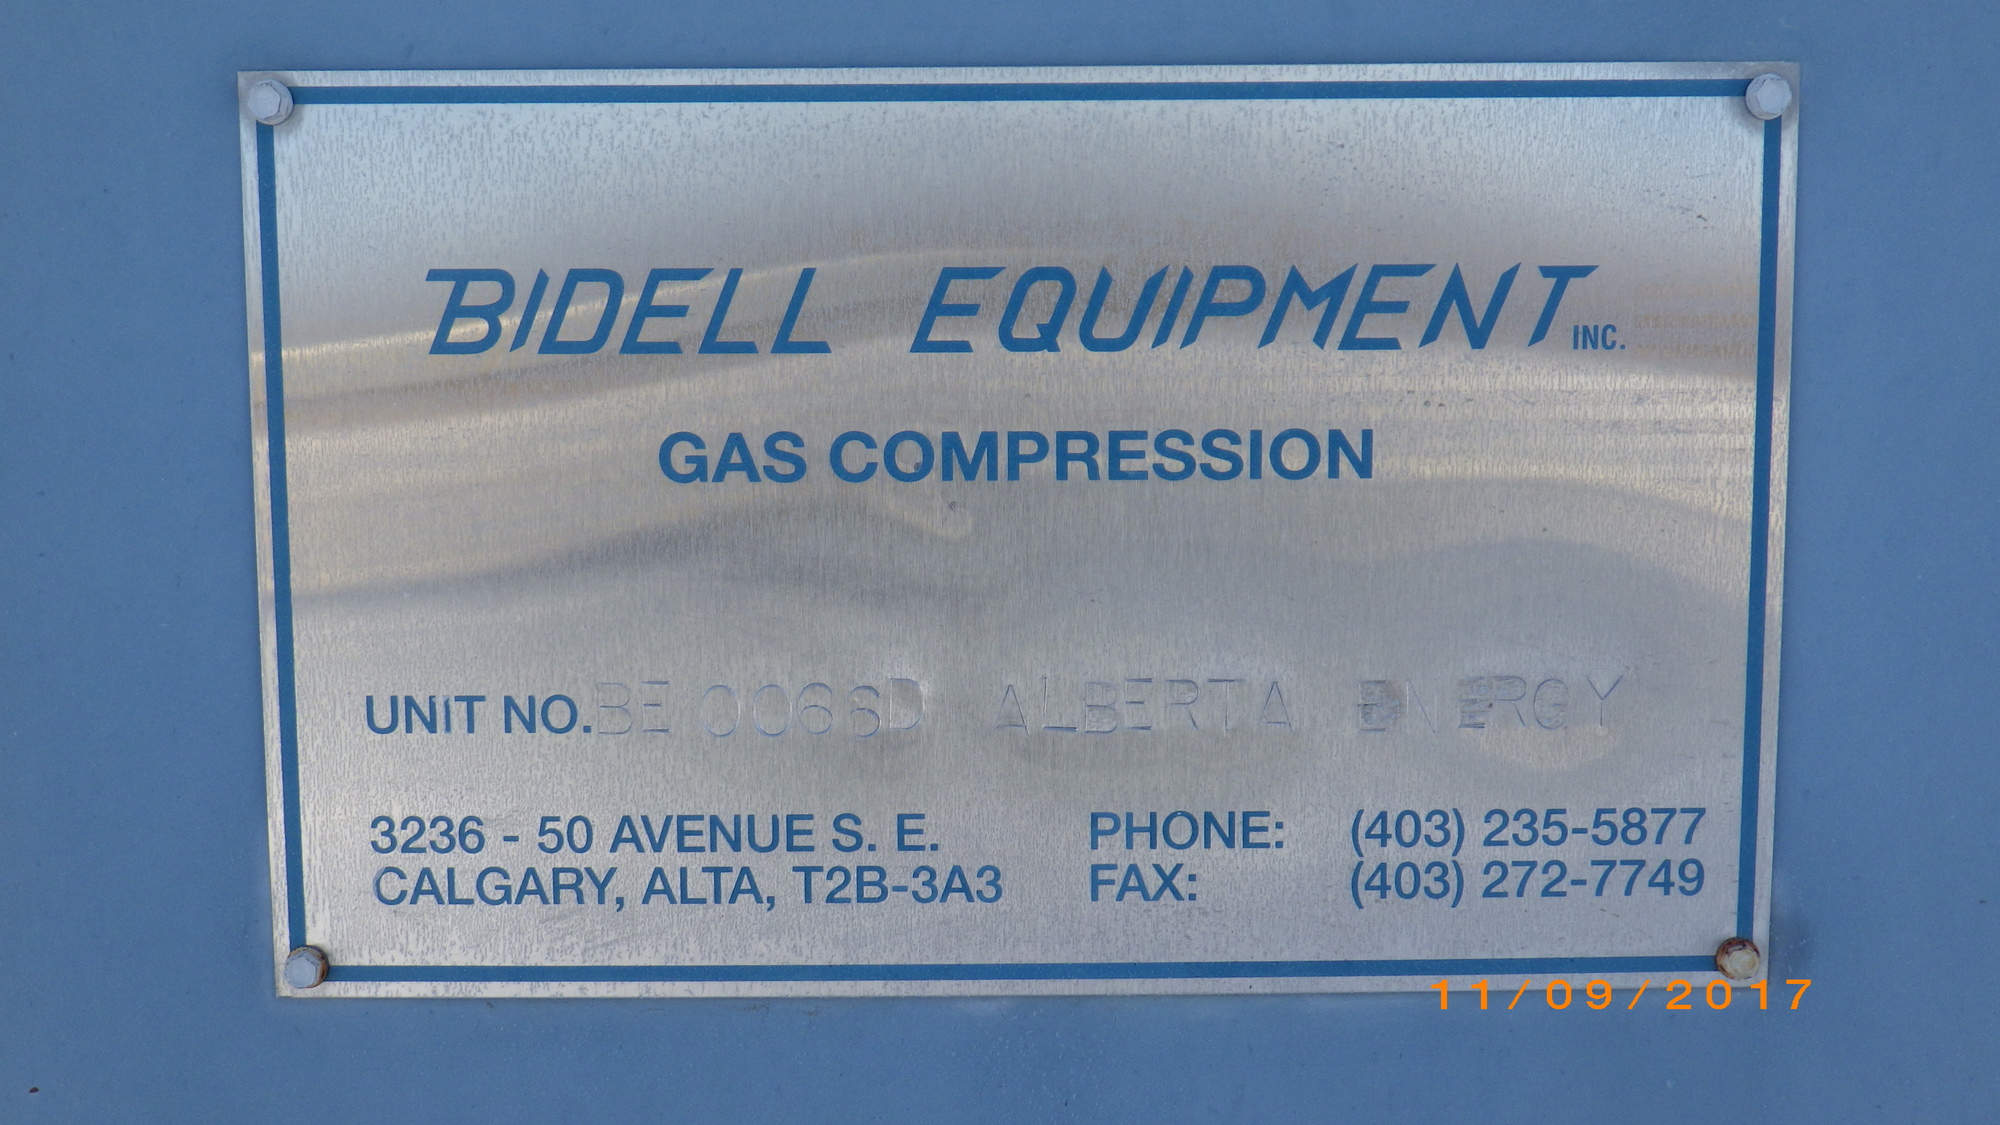 BIDELL EQUIPMENT INC.
GAS COMPRESSION
UNIT NO. BE 0066SD ALBERTA ENERGY
3236 - 50 AVENUE S. E. PHONE: (403) 235-5877
CALGARY, ALTA, T2B-3A3 FAX: (403) 272-7749
11/09/2017